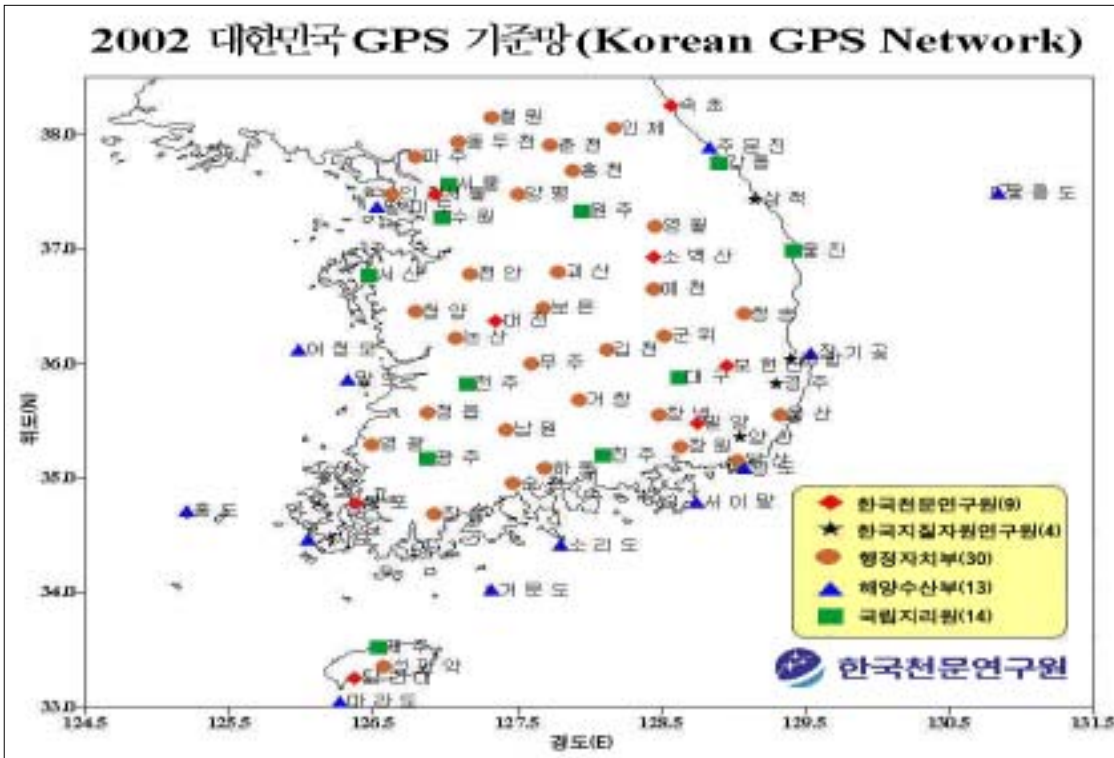 2002 대한민국 GPS 기준망 (Korean GPS Network)
38.0
37.0
36.0
35.0
34.0
33.0
위도(N)
124.5
125.5
126.5
127.5
128.5
129.5
130.5
131.5
경도(E)
속초
철원
인제
동두천
춘천
주문진
파주
강릉
홍천
서울
양평
삼척
울릉도
수원
원주
영월
울진
소백산
서산
천안
괴산
예천
청양
보은
청송
대전
논산
군위
어청도
김천
장기곶
무주
전주
대구
경주
거창
정읍
창녕
울산
밀양
남원
양산
영광
창원
광주
진주
하동
서이말
홍도
소리도
거문도
제주
마라도
한국천문연구원(9)
한국지질자원연구원(4)
행정자치부(30)
해양수산부(13)
국립지리원(14)
한국천문연구원